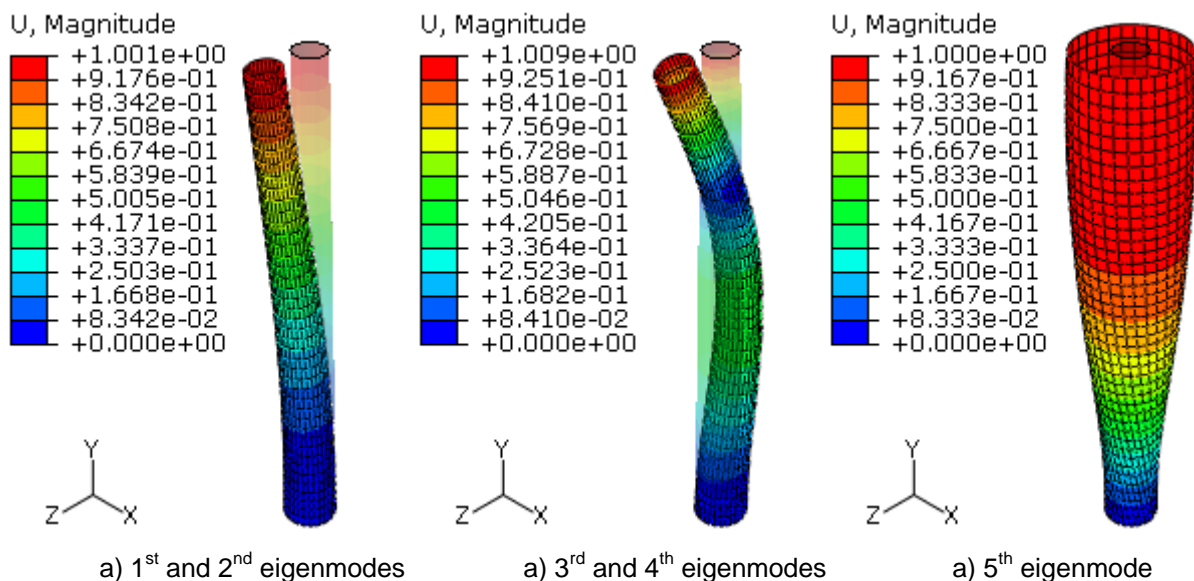 U, Magnitude
+1.001e+00
+9.176e-01
+8.342e-01
+7.508e-01
+6.674e-01
+5.839e-01
+5.005e-01
+4.171e-01
+3.337e-01
+2.503e-01
+1.668e-01
+8.342e-02
+0.000e+00
Y
Z
X
a) 1st and 2nd eigenmodes
U, Magnitude
+1.009e+00
+9.251e-01
+8.410e-01
+7.569e-01
+6.728e-01
+5.887e-01
+5.046e-01
+4.205e-01
+3.364e-01
+2.523e-01
+1.682e-01
+8.410e-02
+0.000e+00
Y
Z
X
a) 3rd and 4th eigenmodes
U, Magnitude
+1.000e+00
+9.167e-01
+8.333e-01
+7.500e-01
+6.667e-01
+5.833e-01
+5.000e-01
+4.167e-01
+3.333e-01
+2.500e-01
+1.667e-01
+8.333e-02
+0.000e+00
Y
Z
X
a) 5th eigenmode